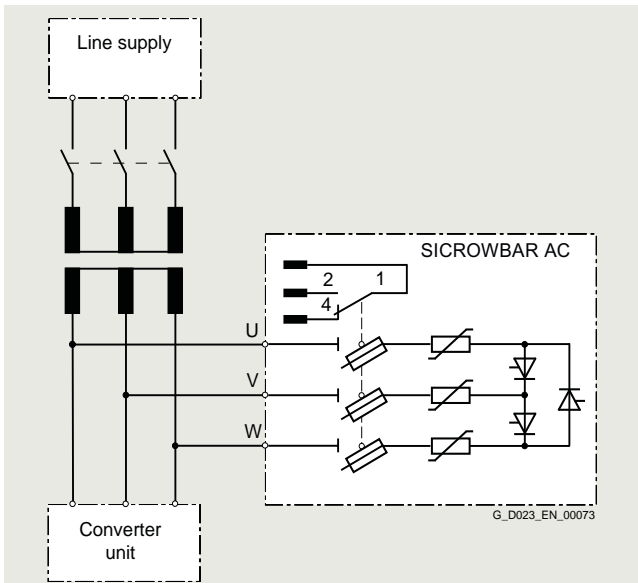 Line supply
SICROWBAR AC
2 1
4
U
V
W
G_D023_EN_00073
Converter
unit